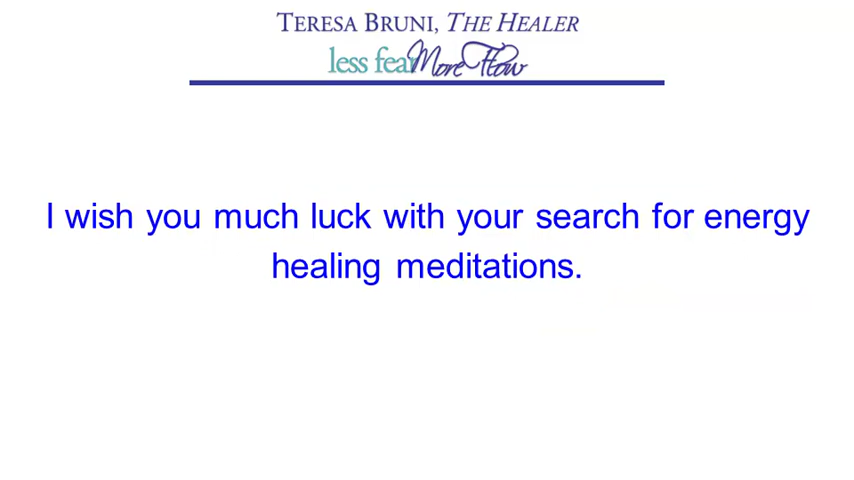 TERESA BRUNI, THE HEALER
less fear More Flow
I wish you much luck with your search for energy
healing meditations.